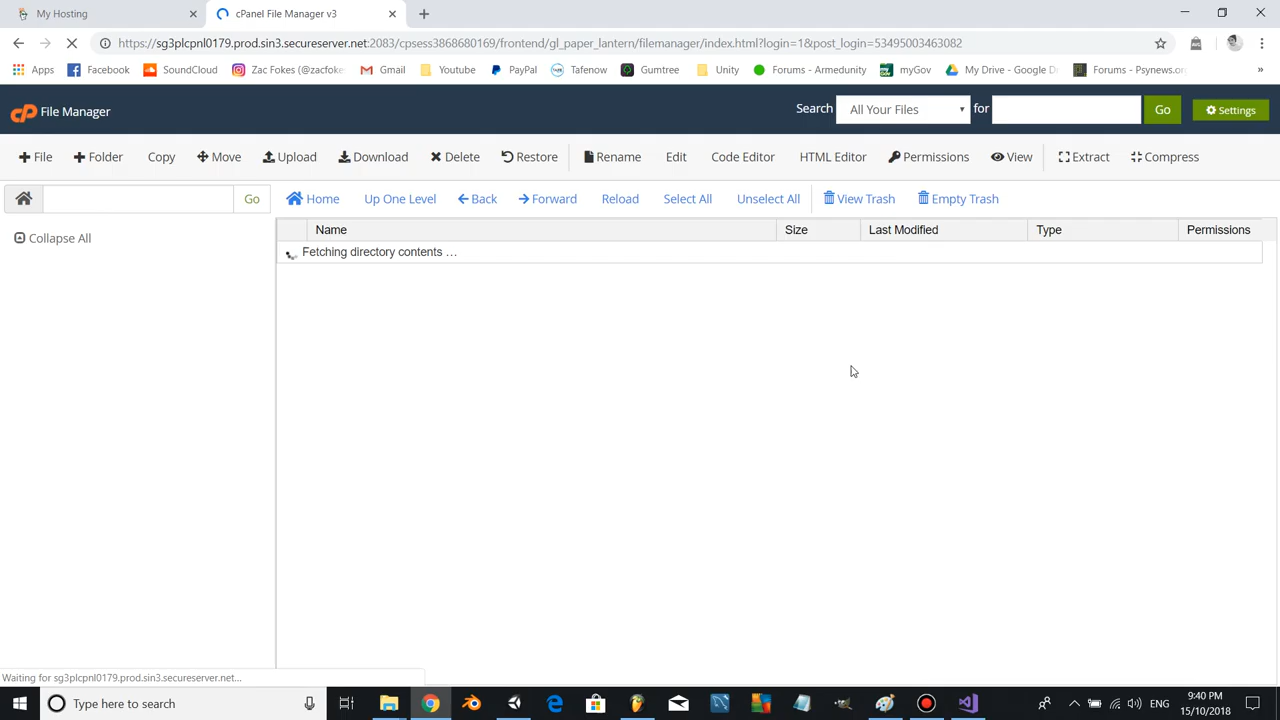 My Hosting
cPanel File Manager v3
https://sg3plcpnl0179.prod.sin3.secureserver.net:2083/cpsess3868680169/frontend/gl_paper_lantern/filemanager/index.html?login=1&post_login=53495003463082
Apps Facebook SoundCloud Zac Fokes (@zacfokes Gmail Youtube PayPal Tafenow Gumtree Unity Forums - Armedunity myGov My Drive - Google D Forums - Psynews.org »
cP File Manager Search All Your Files for Go Settings
File Folder Copy Move Upload Download Delete Restore Rename Edit Code Editor HTML Editor Permissions View Extract Compress
Go Home Up One Level Back Forward Reload Select All Unselect All View Trash Empty Trash
Collapse All
Name Size Last Modified Type Permissions
Fetching directory contents …
Waiting for sg3plcpnl0179.prod.sin3.secureserver.net...
Type here to search
ENG
9:40 PM
15/10/2018